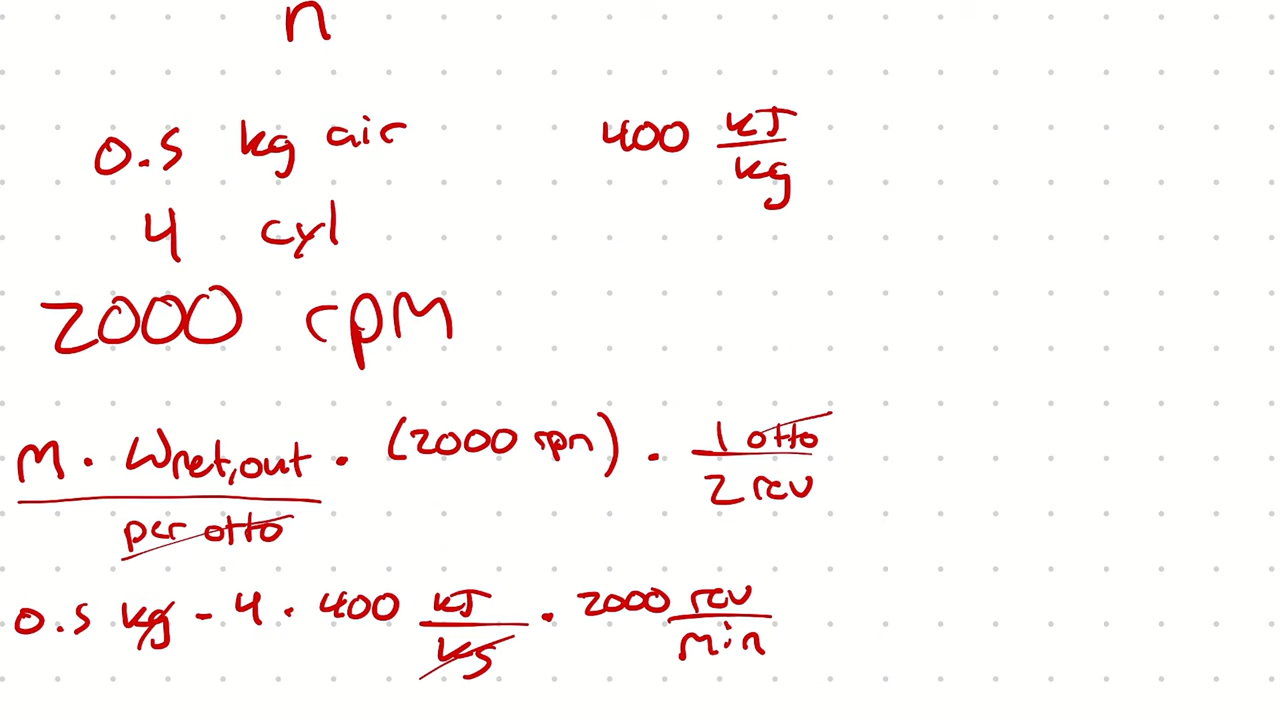 n
0.5 kg air
400 kJ/kg
4 cyl
2000 rpm
m · Wnet,out / per otto · (2000 rpm) · 1 otto / 2 rev
0.5 kg - 4 · 400 kJ/kg · 2000 rev/min